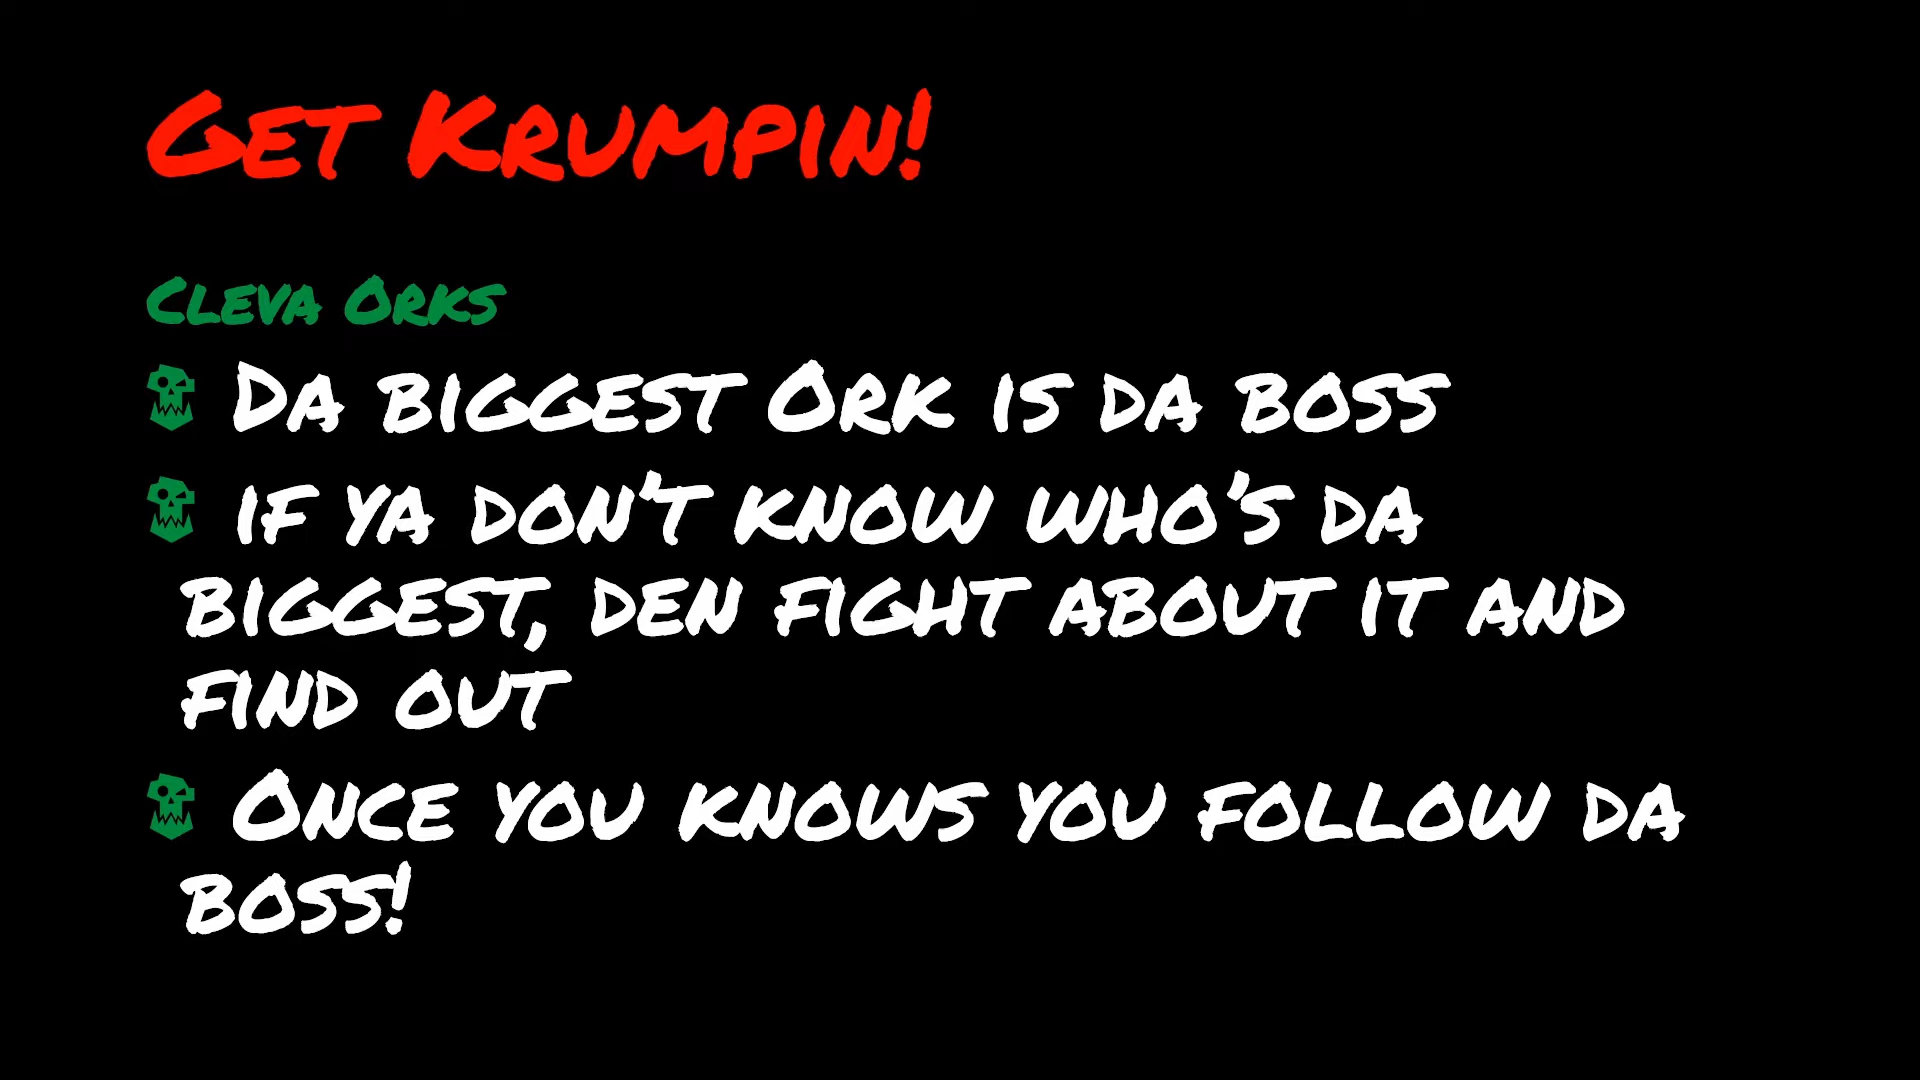 Get Krumpin!
Cleva Orks
Da biggest Ork is da boss
if ya don't know who's da
biggest, den fight about it and
find out
Once you knows you follow da
boss!